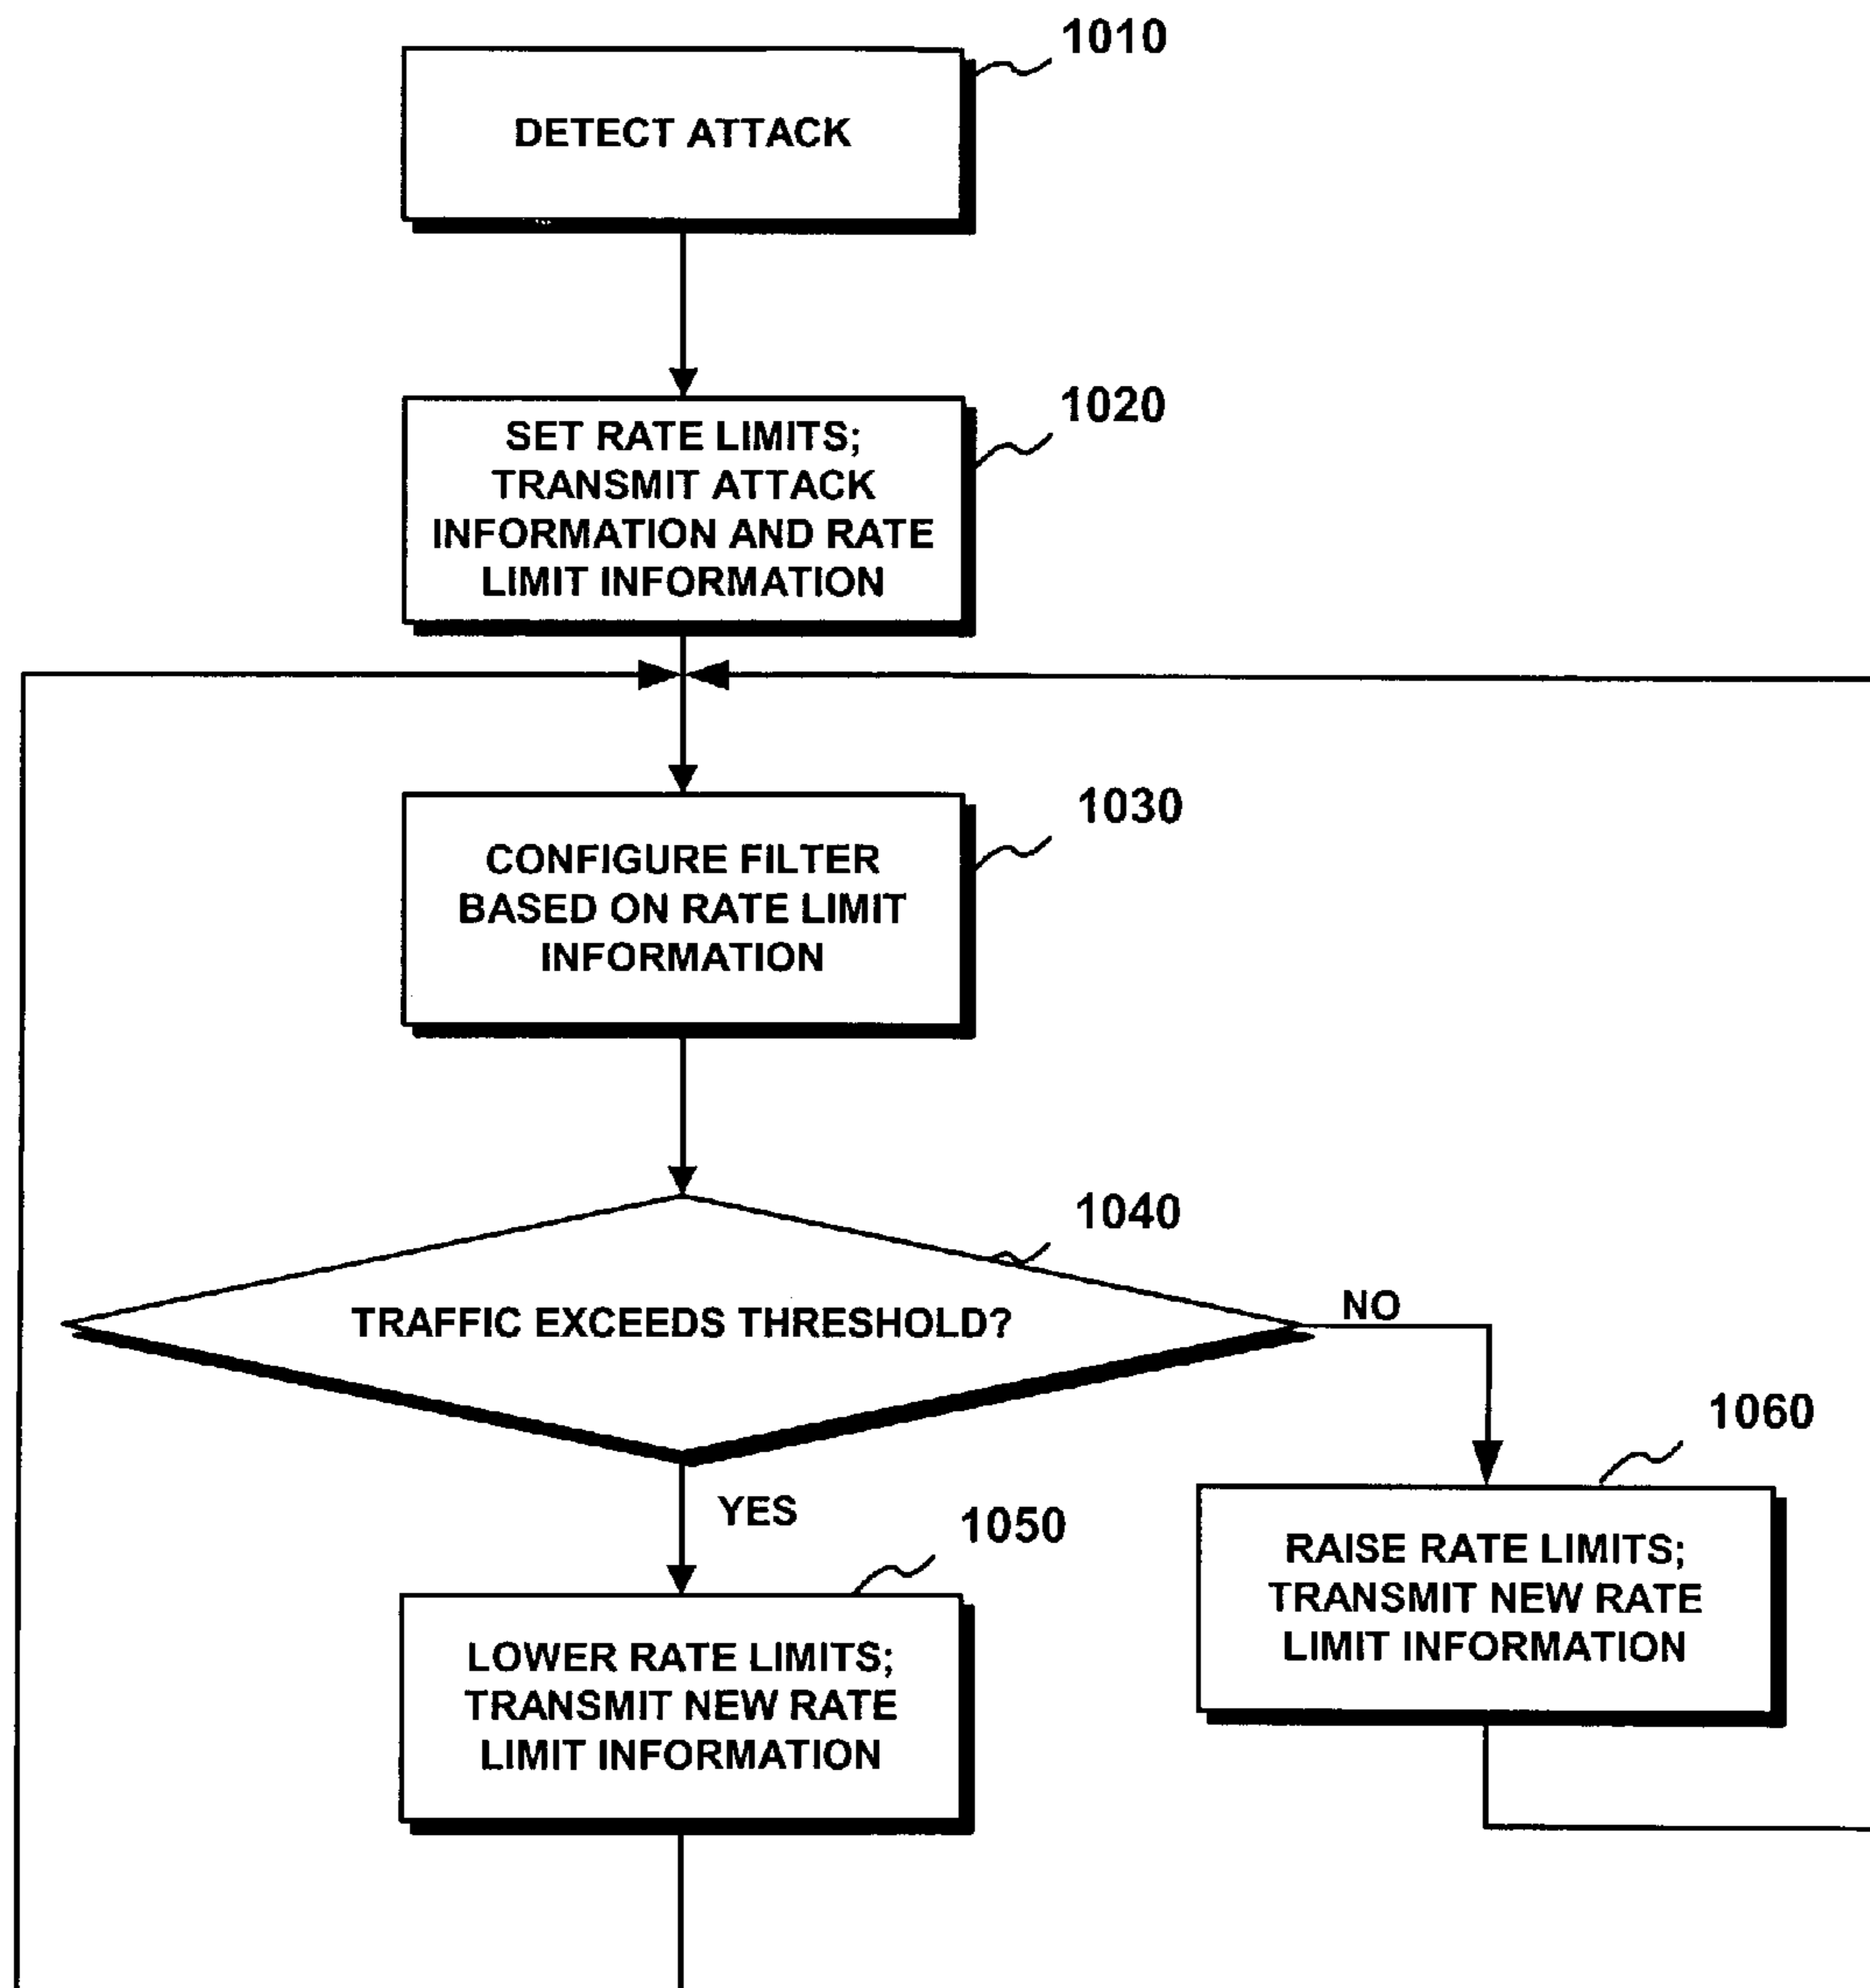 1010
DETECT ATTACK
1020
SET RATE LIMITS;
TRANSMIT ATTACK
INFORMATION AND RATE
LIMIT INFORMATION
1030
CONFIGURE FILTER
BASED ON RATE LIMIT
INFORMATION
1040
TRAFFIC EXCEEDS THRESHOLD?
NO
YES
1050
LOWER RATE LIMITS;
TRANSMIT NEW RATE
LIMIT INFORMATION
1060
RAISE RATE LIMITS;
TRANSMIT NEW RATE
LIMIT INFORMATION